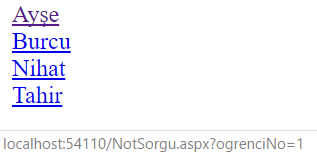 Ayşe
Burcu
Nihat
Tahir
localhost:54110/NotSorgu.aspx?ogrenciNo=1